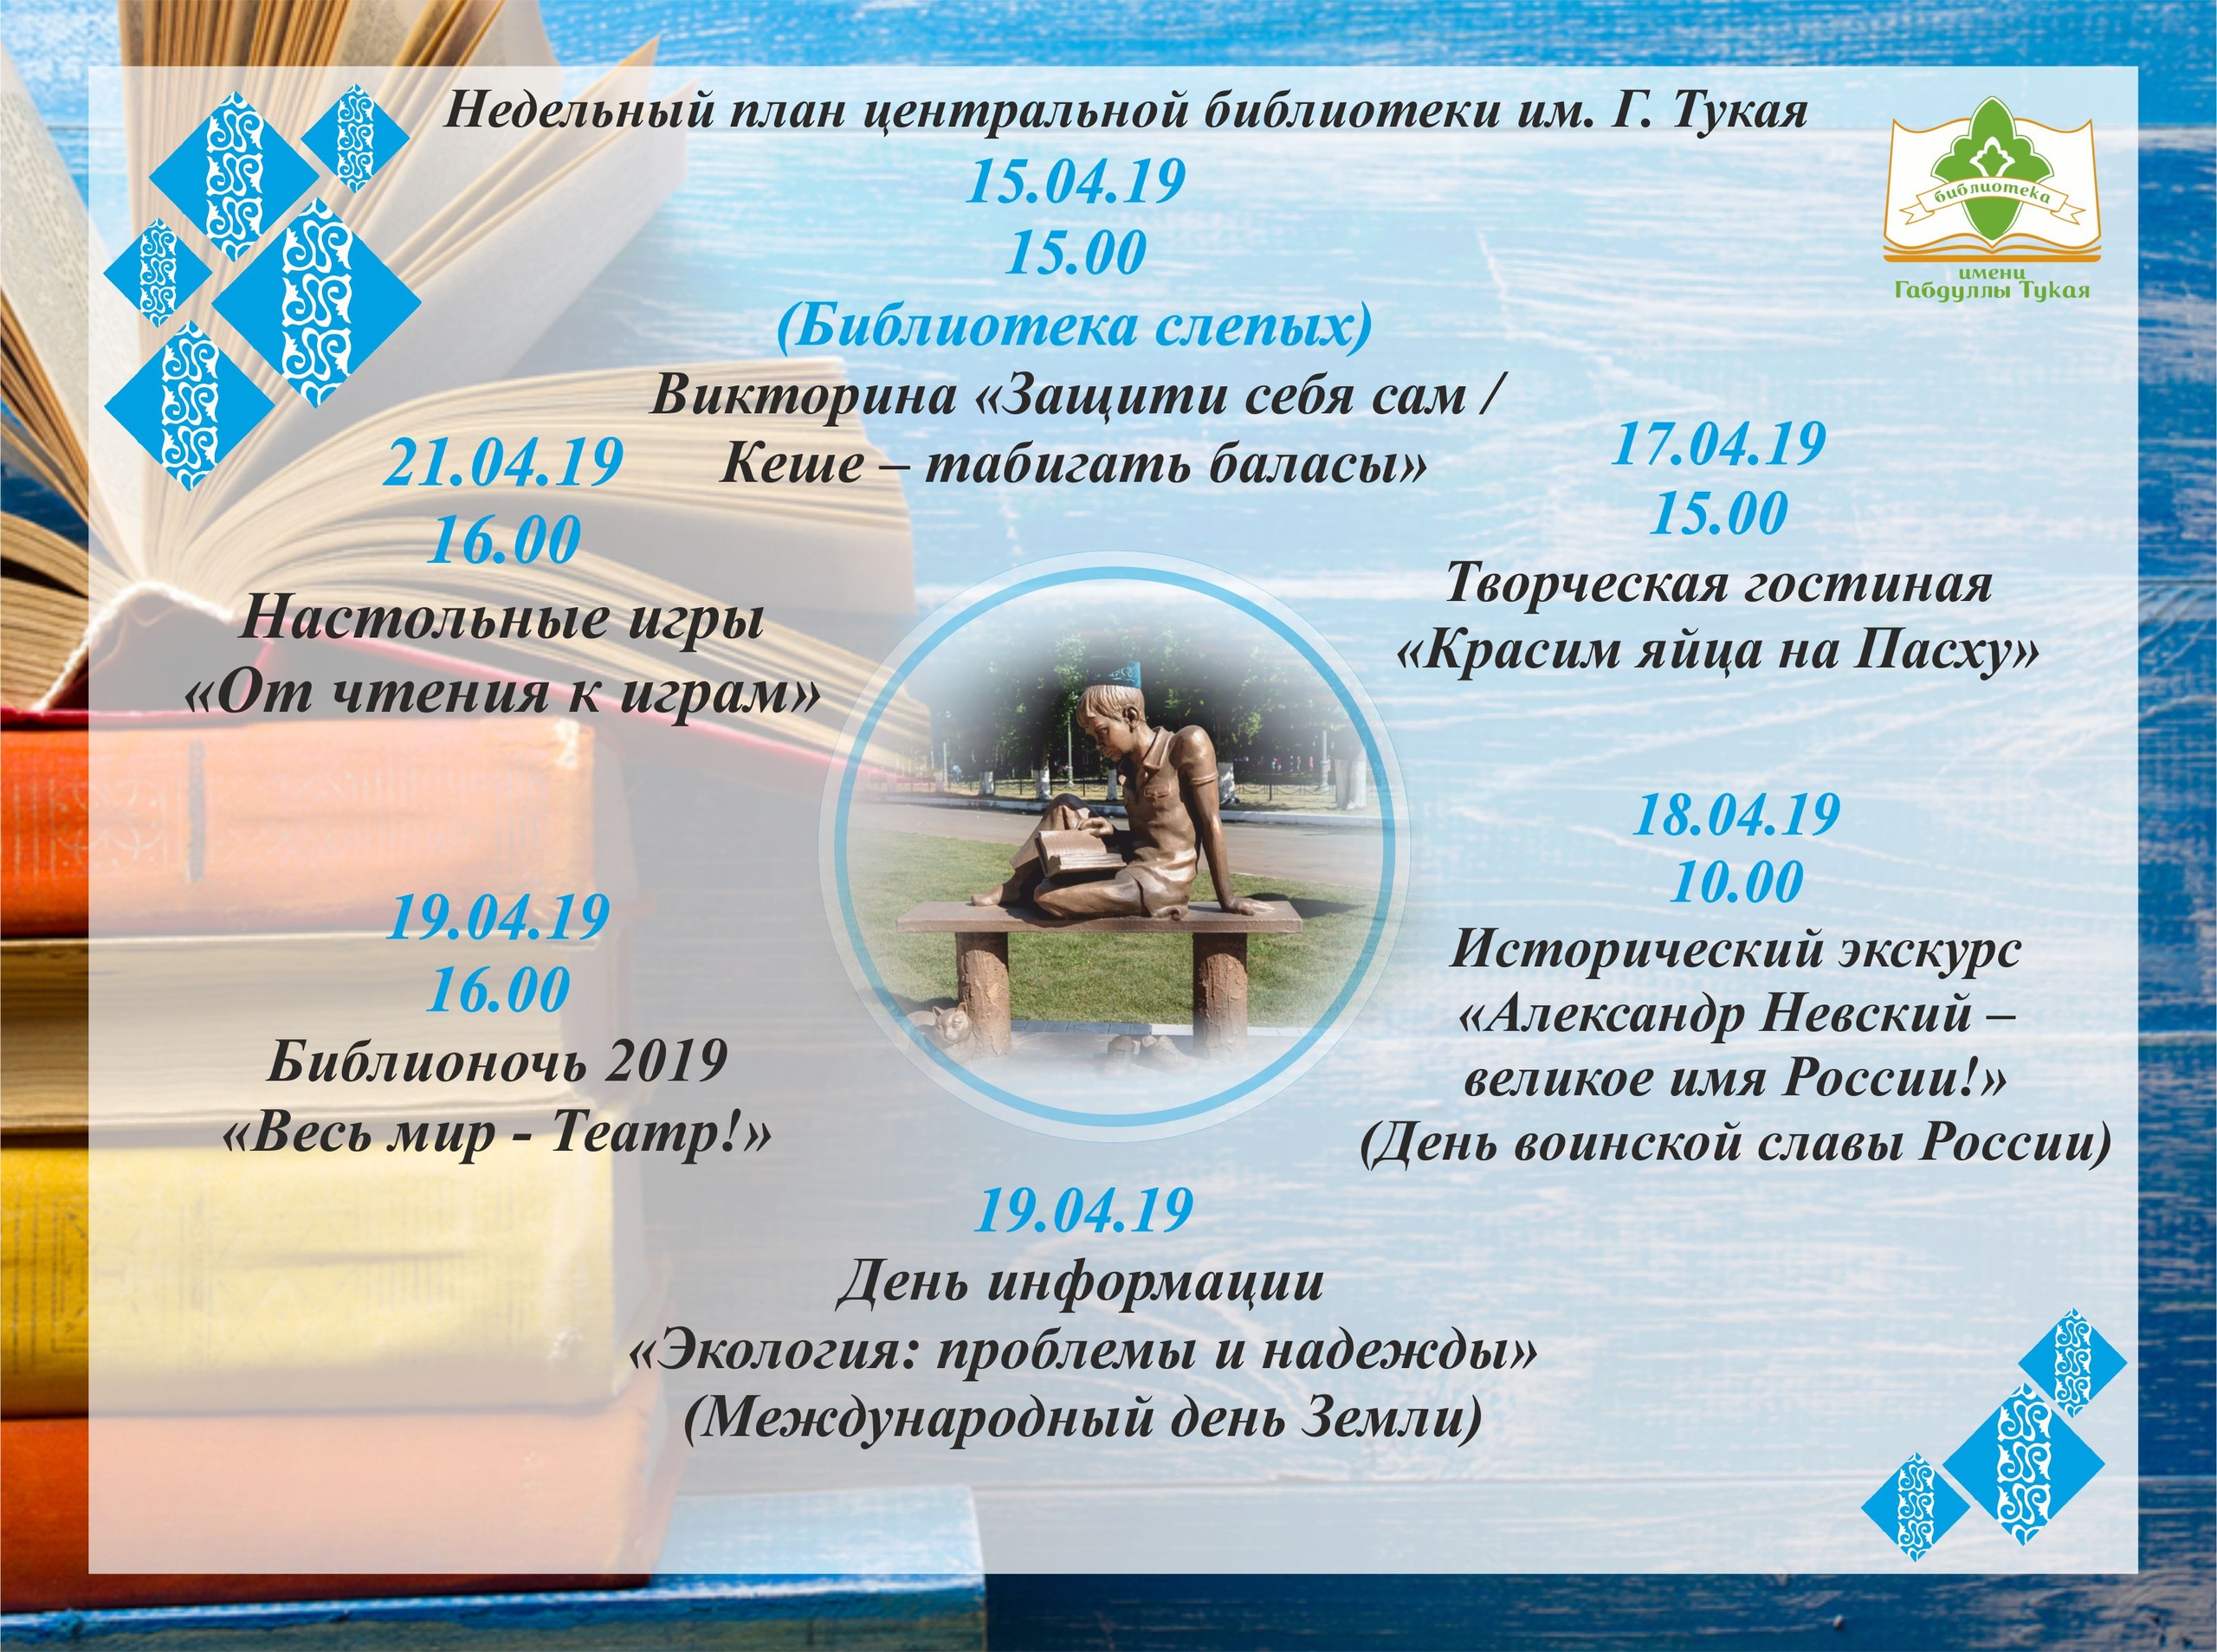 Недельный план центральной библиотеки им. Г. Тукая
библиотека
имени
Габдуллы Тукая
15.04.19
15.00
(Библиотека слепых)
Викторина «Защити себя сам /
Кеше – табигать баласы»
17.04.19
15.00
Творческая гостиная
«Красим яйца на Пасху»
18.04.19
10.00
Исторический экскурс
«Александр Невский –
великое имя России!»
(День воинской славы России)
19.04.19
День информации
«Экология: проблемы и надежды»
(Международный день Земли)
19.04.19
16.00
Библионочь 2019
«Весь мир - Театр!»
21.04.19
16.00
Настольные игры
«От чтения к играм»